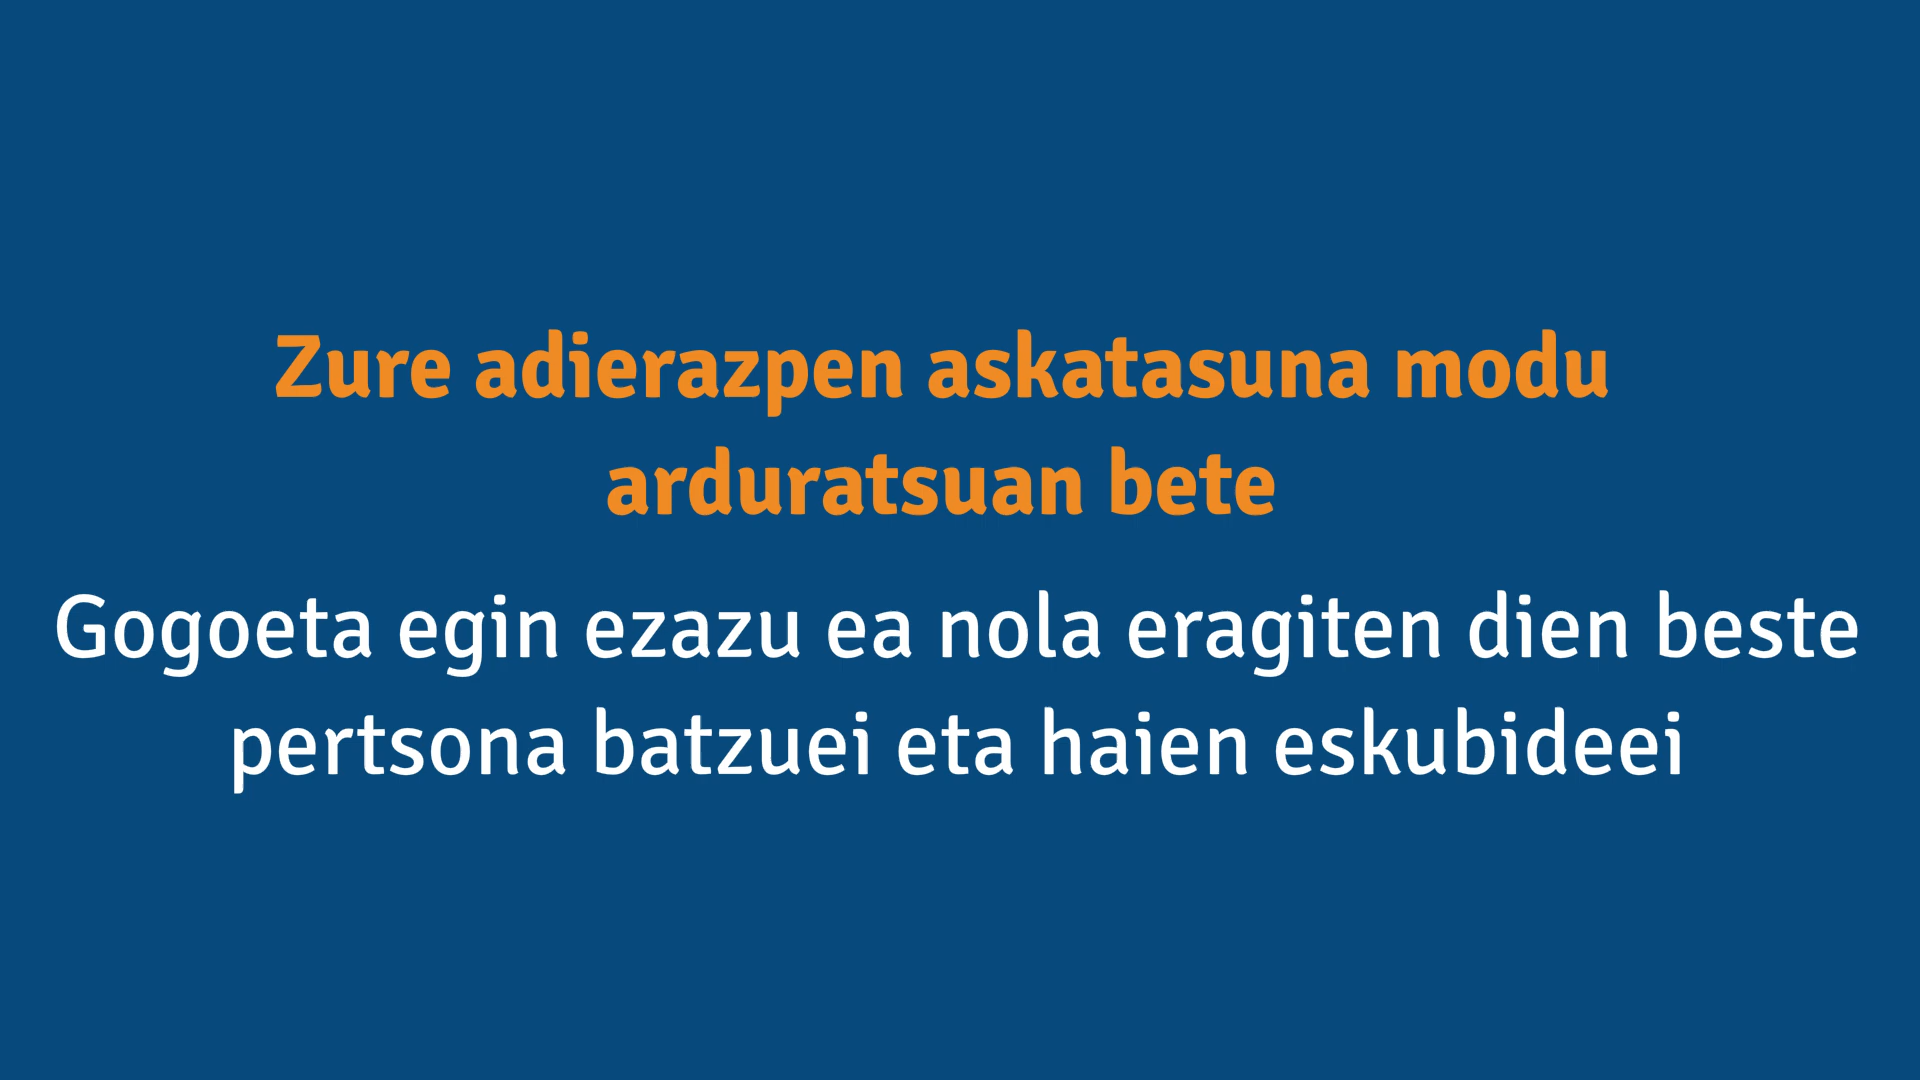 Zure adierazpen askatasuna modu
arduratsuan bete
Gogoeta egin ezazu ea nola eragiten dien beste
pertsona batzuei eta haien eskubideei